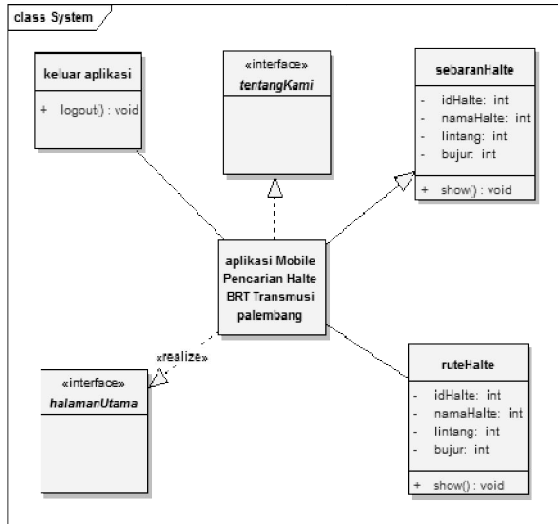 class System
keluar aplikasi
+ logout() : void
«interface»
tentangKami
sebaranHalte
- idHalte: int
- namaHalte: int
- lintang: int
- bujur: int
+ show() : void
aplikasi Mobile
Pencarian Halte
BRT Transmusi
palembang
«realize»
«interface»
halamanUtama
ruteHalte
- idHalte: int
- namaHalte: int
- lintang: int
- bujur: int
+ show() : void